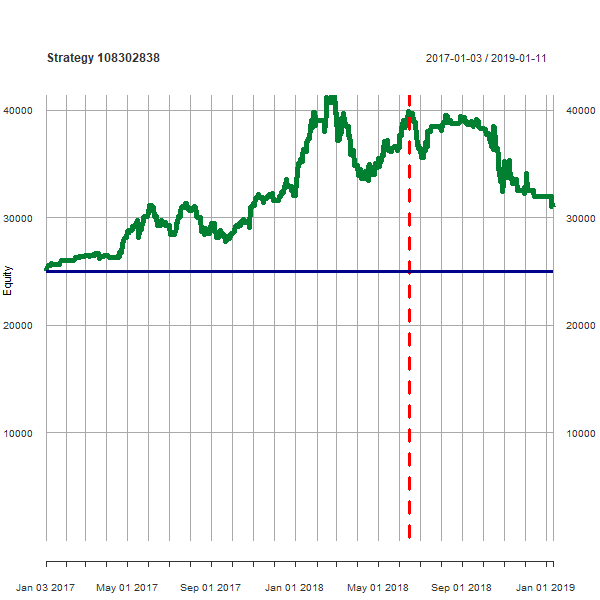 Strategy 108302838
2017-01-03 / 2019-01-11
40000 40000
30000 30000
Equity
20000 20000
10000 10000
Jan 03 2017 May 01 2017 Sep 01 2017 Jan 01 2018 May 01 2018 Sep 01 2018 Jan 01 2019